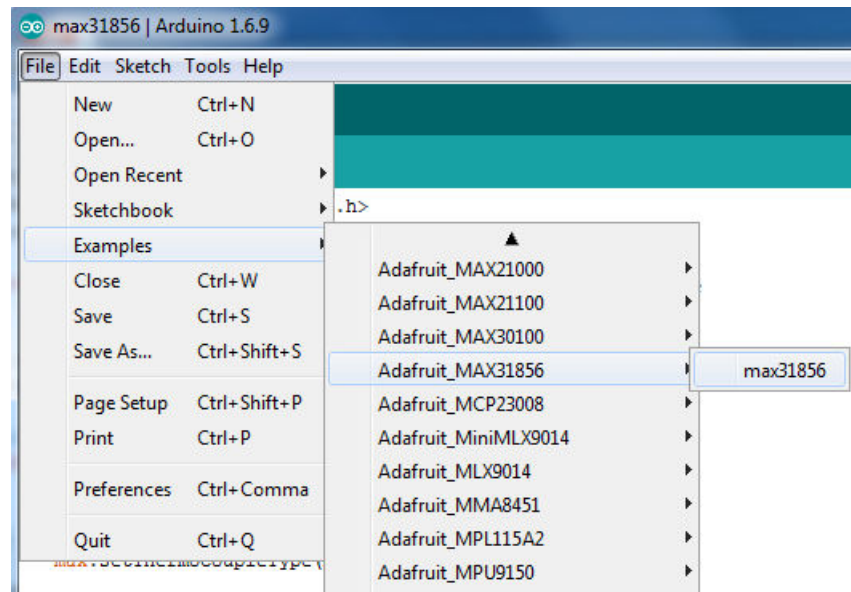 max31856 | Arduino 1.6.9
File Edit Sketch Tools Help
New Ctrl+N
Open... Ctrl+O
Open Recent
Sketchbook
.h>
Examples
Close Ctrl+W
Save Ctrl+S
Save As... Ctrl+Shift+S
Page Setup Ctrl+Shift+P
Print Ctrl+P
Preferences Ctrl+Comma
Quit Ctrl+Q
Adafruit_MAX21000
Adafruit_MAX21100
Adafruit_MAX30100
Adafruit_MAX31856
Adafruit_MCP23008
Adafruit_MiniMLX9014
Adafruit_MLX9014
Adafruit_MMA8451
Adafruit_MPL115A2
Adafruit_MPU9150
max31856
max.setThermocoupleType(